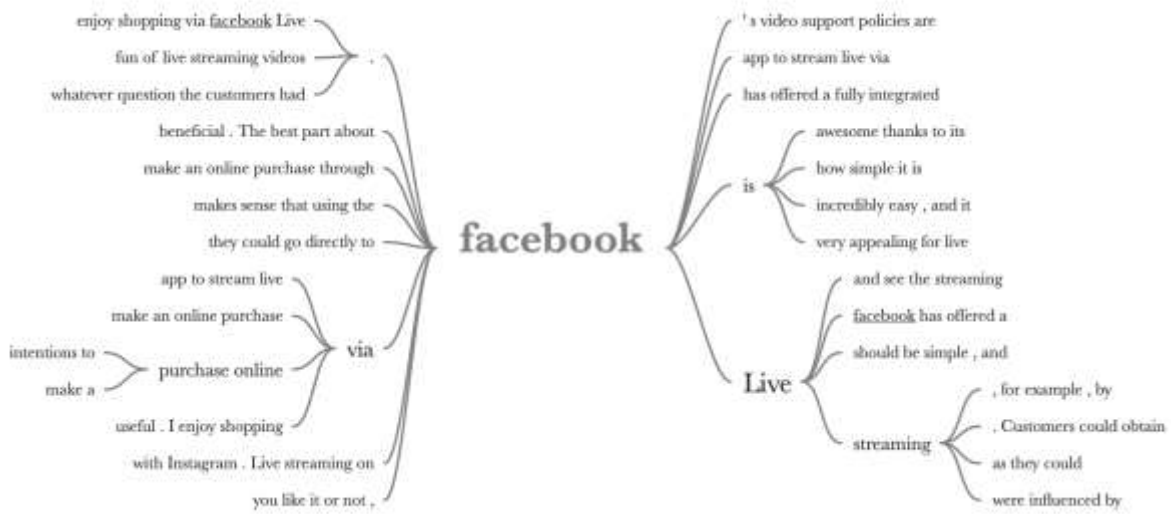 enjoy shopping via facebook Live
fun of live streaming videos
whatever question the customers had
,
beneficial . The best part about
make an online purchase through
makes sense that using the
they could go directly to
app to stream live
make an online purchase
intentions to
make a
purchase online
useful . I enjoy shopping
via
with Instagram . Live streaming on
you like it or not ,
facebook
' s video support policies are
app to stream live via
has offered a fully integrated
is
awesome thanks to its
how simple it is
incredibly easy , and it
very appealing for live
Live
and see the streaming
facebook has offered a
should be simple , and
streaming
, for example , by
. Customers could obtain
as they could
were influenced by